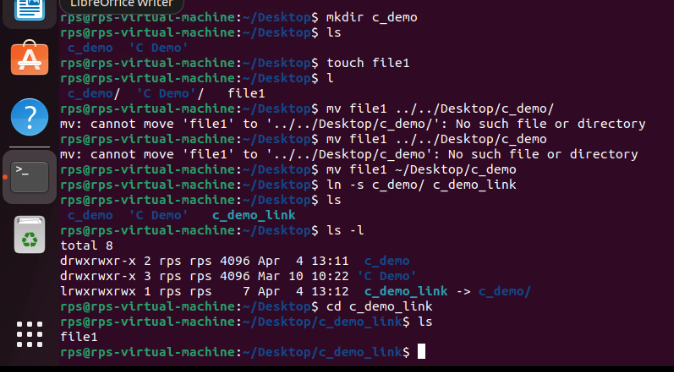 LibreOffice Writer
rps@rps-virtual-machine:~/Desktop$ mkdir c_demo
rps@rps-virtual-machine:~/Desktop$ ls
c_demo 'C Demo'
rps@rps-virtual-machine:~/Desktop$ touch file1
rps@rps-virtual-machine:~/Desktop$ l
c_demo/ 'C Demo'/ file1
rps@rps-virtual-machine:~/Desktop$ mv file1 ../../Desktop/c_demo/
mv: cannot move 'file1' to '../../Desktop/c_demo/': No such file or directory
rps@rps-virtual-machine:~/Desktop$ mv file1 ../../Desktop/c_demo
mv: cannot move 'file1' to '../../Desktop/c_demo': No such file or directory
rps@rps-virtual-machine:~/Desktop$ mv file1 ~/Desktop/c_demo
rps@rps-virtual-machine:~/Desktop$ ln -s c_demo/ c_demo_link
rps@rps-virtual-machine:~/Desktop$ ls
c_demo 'C Demo' c_demo_link
rps@rps-virtual-machine:~/Desktop$ ls -l
total 8
drwxrwxr-x 2 rps rps 4096 Apr 4 13:11 c_demo
drwxrwxr-x 3 rps rps 4096 Mar 10 10:22 'C Demo'
lrwxrwxrwx 1 rps rps 7 Apr 4 13:12 c_demo_link -> c_demo/
rps@rps-virtual-machine:~/Desktop$ cd c_demo_link
rps@rps-virtual-machine:~/Desktop/c_demo_link$ ls
file1
rps@rps-virtual-machine:~/Desktop/c_demo_link$